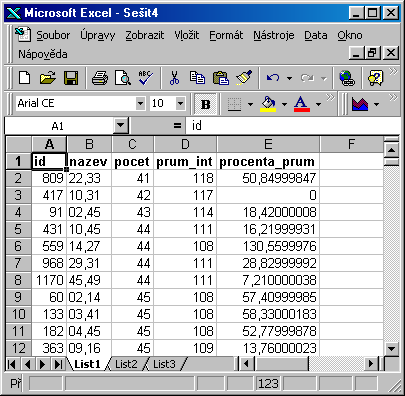 Microsoft Excel - Sešit4
Soubor Úpravy Zobrazit Vložit Formát Nástroje Data Okno
Nápověda
Arial CE 10 B A
A1 = id
A B C D E F
1 id nazev pocet prum_int procenta_prum
2 809 22,33 41 118 50,84999847
3 417 10,31 42 117 0
4 91 02,45 43 114 18,42000008
5 431 10,45 44 111 16,21999931
6 559 14,27 44 108 130,5599976
7 968 29,31 44 111 28,82999992
8 1170 45,49 44 111 7,210000038
9 60 02,14 45 108 57,40999985
10 133 03,41 45 108 58,33000183
11 182 04,45 45 108 52,77999878
12 363 09,16 45 109 13,76000023
List1 List2 List3
Př 123